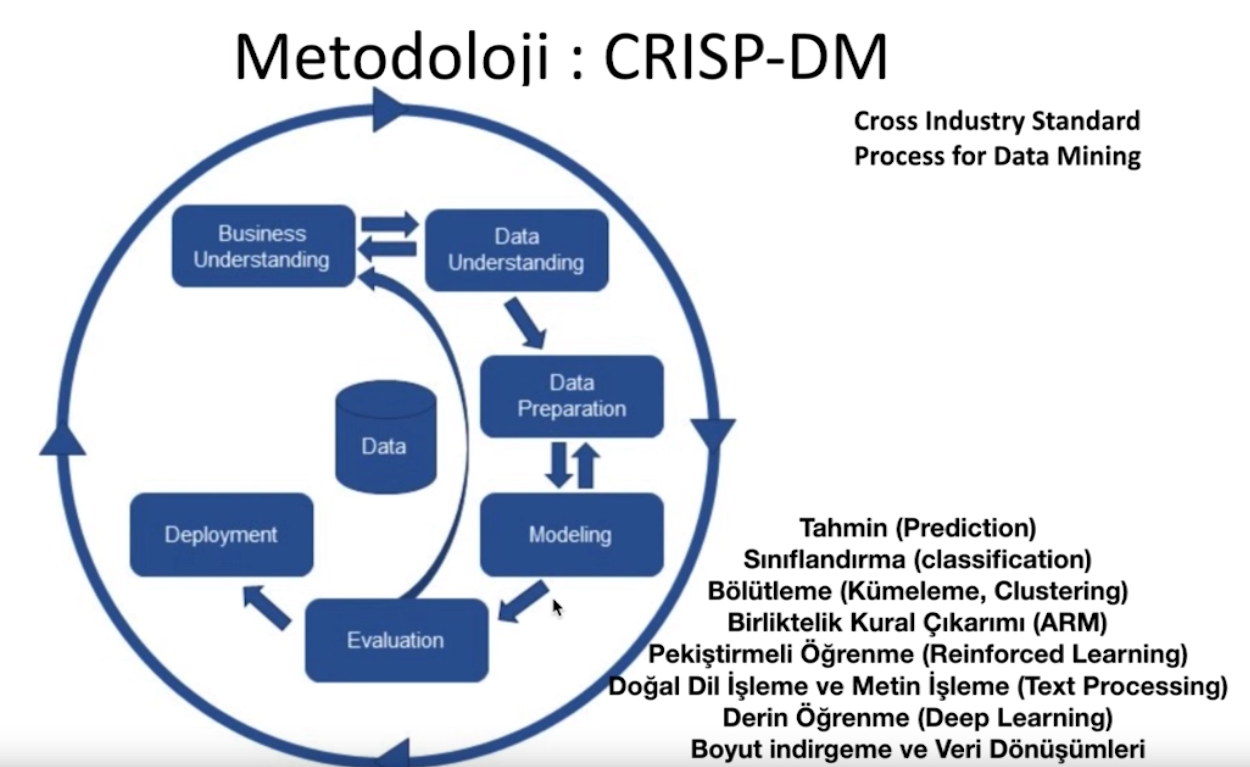 Metodoloji : CRISP-DM
Cross Industry Standard
Process for Data Mining
Business
Understanding
Data
Understanding
Data
Preparation
Data
Modeling
Deployment
Evaluation
Tahmin (Prediction)
Sınıflandırma (classification)
Bölütleme (Kümeleme, Clustering)
Birliktelik Kural Çıkarımı (ARM)
Pekiştirmeli Öğrenme (Reinforced Learning)
Doğal Dil İşleme ve Metin İşleme (Text Processing)
Derin Öğrenme (Deep Learning)
Boyut indirgeme ve Veri Dönüşümleri